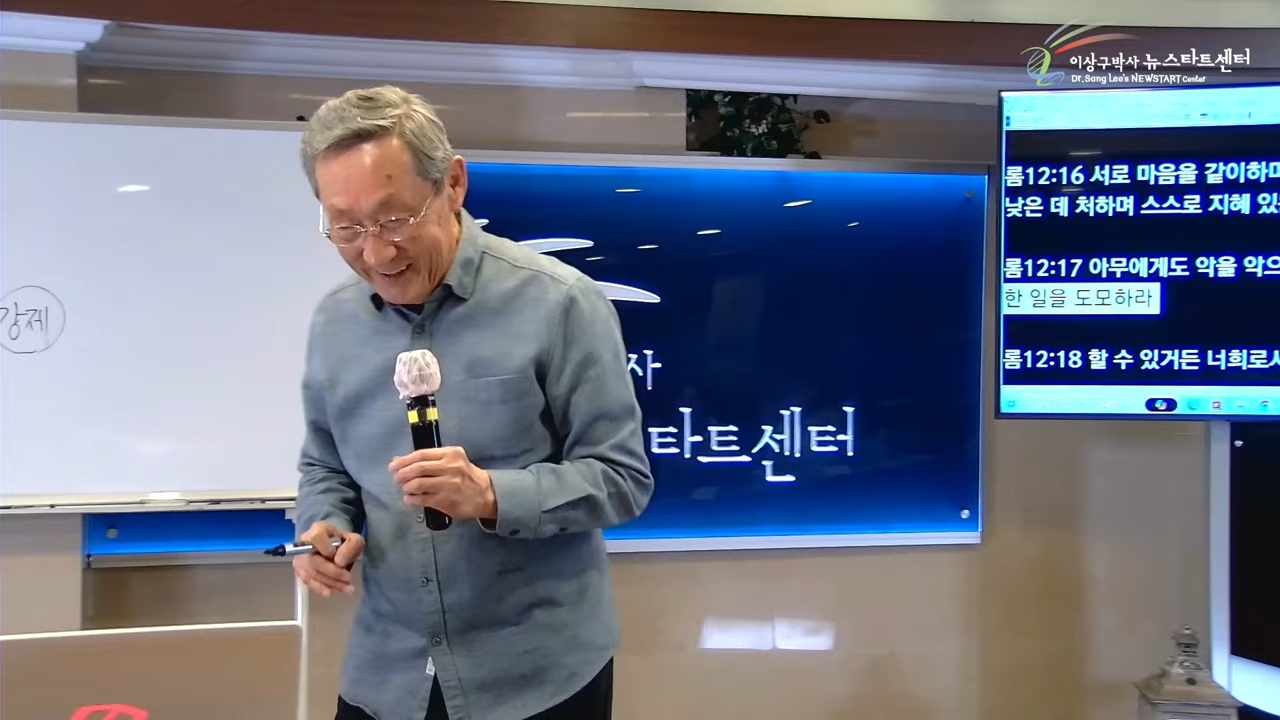 이상구박사 뉴스타트센터
Dr. Sang Lee's NEWSTART Center
롬12:16 서로 마음을 같이하며
낮은 데 처하며 스스로 지혜 있
롬12:17 아무에게도 악을 악으
한 일을 도모하라
롬12:18 할 수 있거든 너희로서
강제
사
타트센터